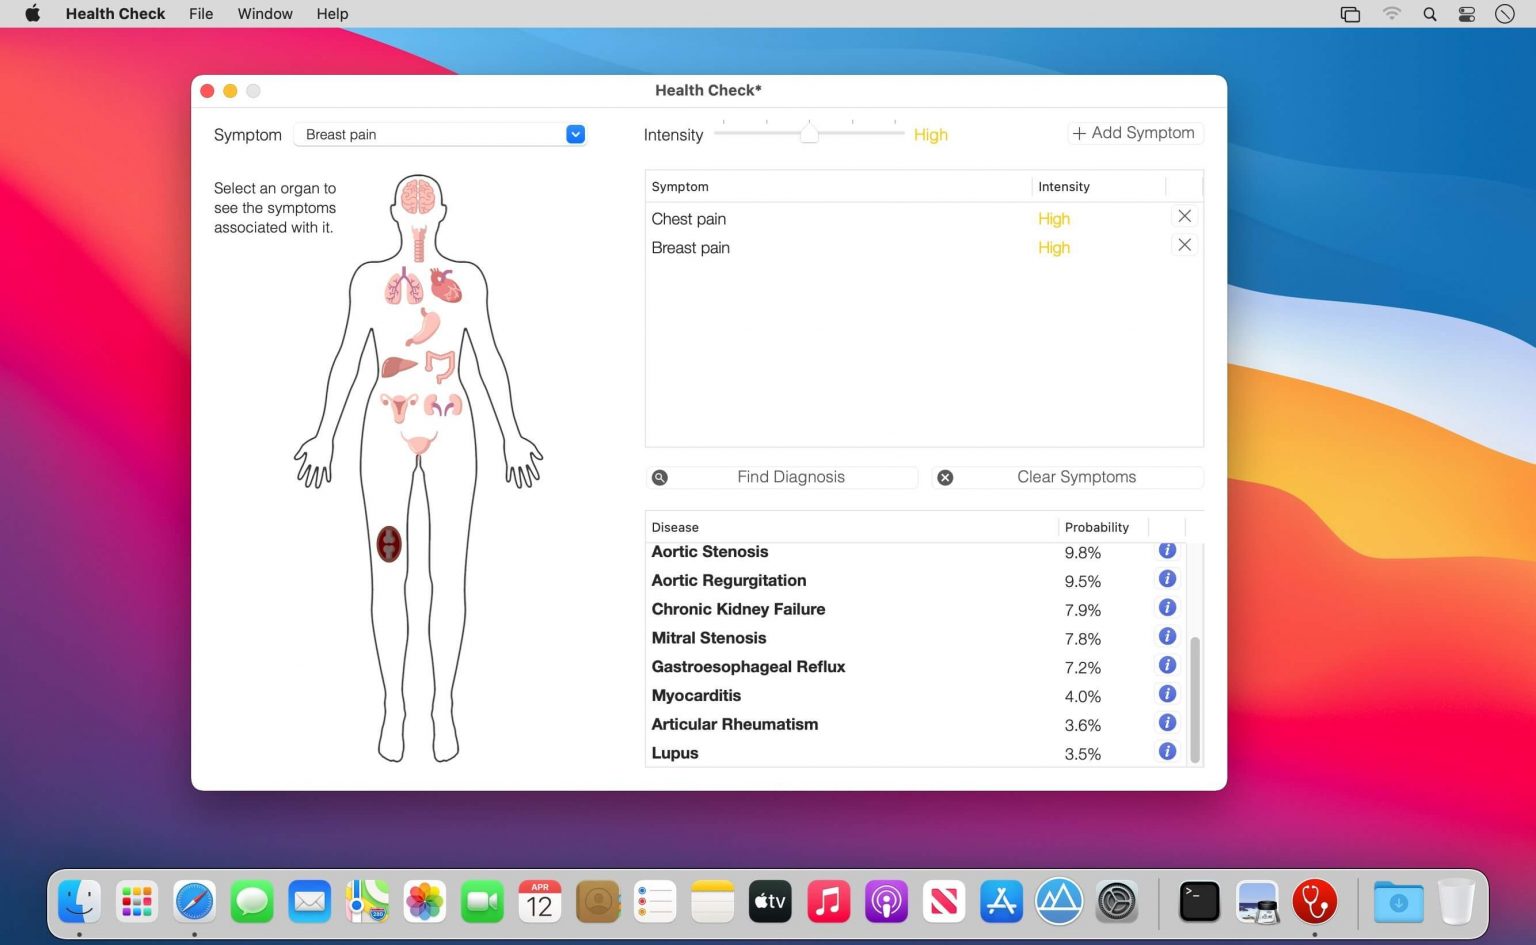 Health Check File Window Help
Health Check*
Symptom Breast pain
Intensity High
+ Add Symptom
Select an organ to
see the symptoms
associated with it.
Symptom Intensity
Chest pain High
Breast pain High
Find Diagnosis
Clear Symptoms
Disease Probability
Aortic Stenosis 9.8%
Aortic Regurgitation 9.5%
Chronic Kidney Failure 7.9%
Mitral Stenosis 7.8%
Gastroesophageal Reflux 7.2%
Myocarditis 4.0%
Articular Rheumatism 3.6%
Lupus 3.5%
280
APR
12
tv
>_